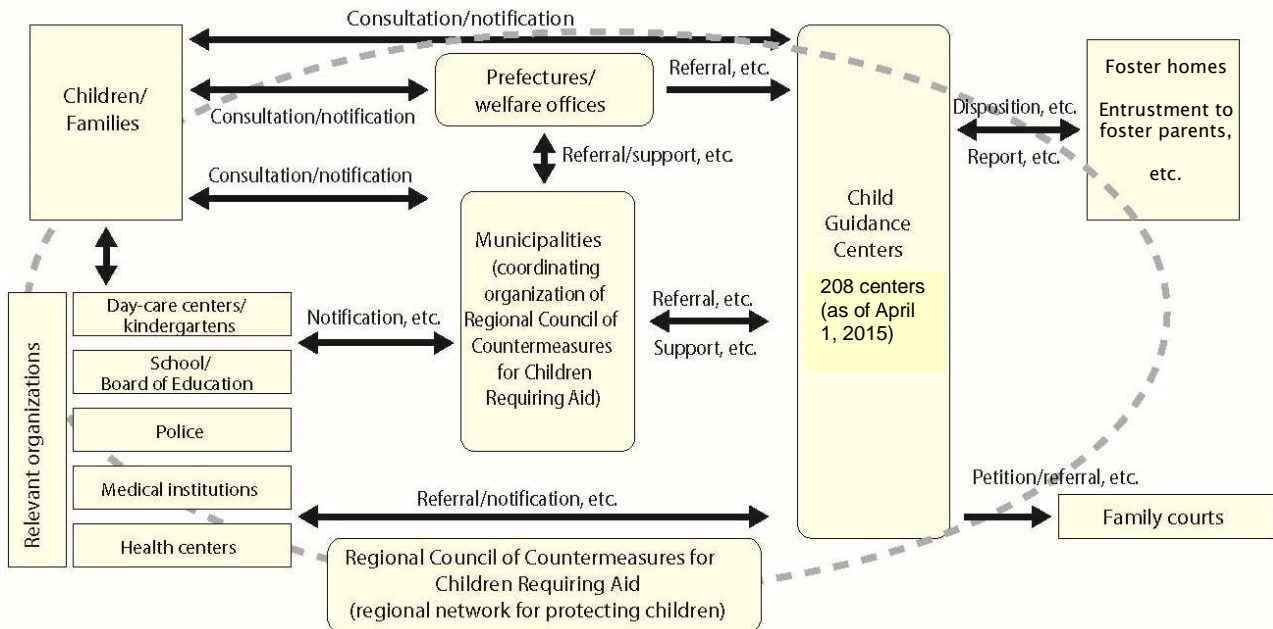 Consultation/notification
Children/
Families
Prefectures/
welfare offices
Referral, etc.
Consultation/notification
Referral/support, etc.
Consultation/notification
Child
Guidance
Centers
208 centers
(as of April
1, 2015)
Disposition, etc.
Report, etc.
Foster homes
Entrustment to
foster parents,
etc.
Municipalities
(coordinating
organization of
Regional Council of
Countermeasures
for Children
Requiring Aid)
Referral, etc.
Support, etc.
Relevant organizations
Day-care centers/
kindergartens
School/
Board of Education
Police
Medical institutions
Health centers
Notification, etc.
Referral/notification, etc.
Petition/referral, etc.
Family courts
Regional Council of Countermeasures for
Children Requiring Aid
(regional network for protecting children)